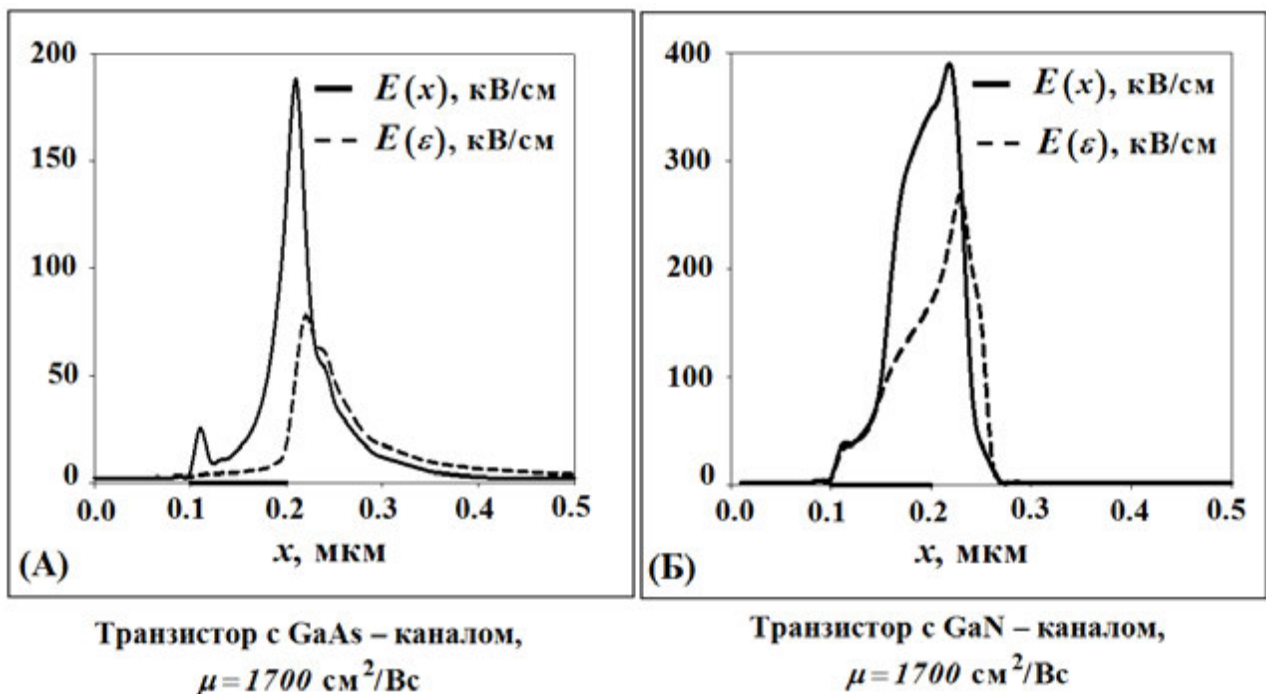 200
150
100
50
0
0.0 0.1 0.2 0.3 0.4 0.5
E(x), кВ/см
E(ε), кВ/см
x, мкм
(А)
Транзистор с GaAs – каналом,
μ=1700 см²/Вс
400
300
200
100
0
0.0 0.1 0.2 0.3 0.4 0.5
E(x), кВ/см
E(ε), кВ/см
x, мкм
(Б)
Транзистор с GaN – каналом,
μ=1700 см²/Вс